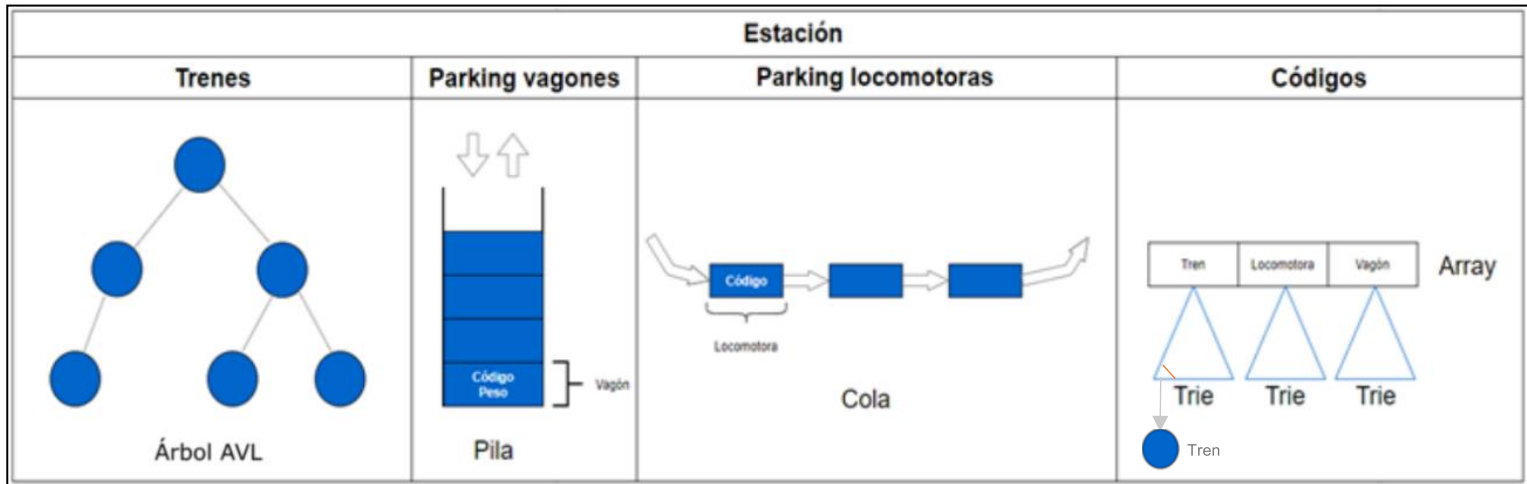 Estación
Trenes
Parking vagones
Parking locomotoras
Códigos
Código
Peso
Vagón
Código
Locomotora
Tren
Locomotora
Vagón
Array
Trie
Trie
Trie
Tren
Árbol AVL
Pila
Cola